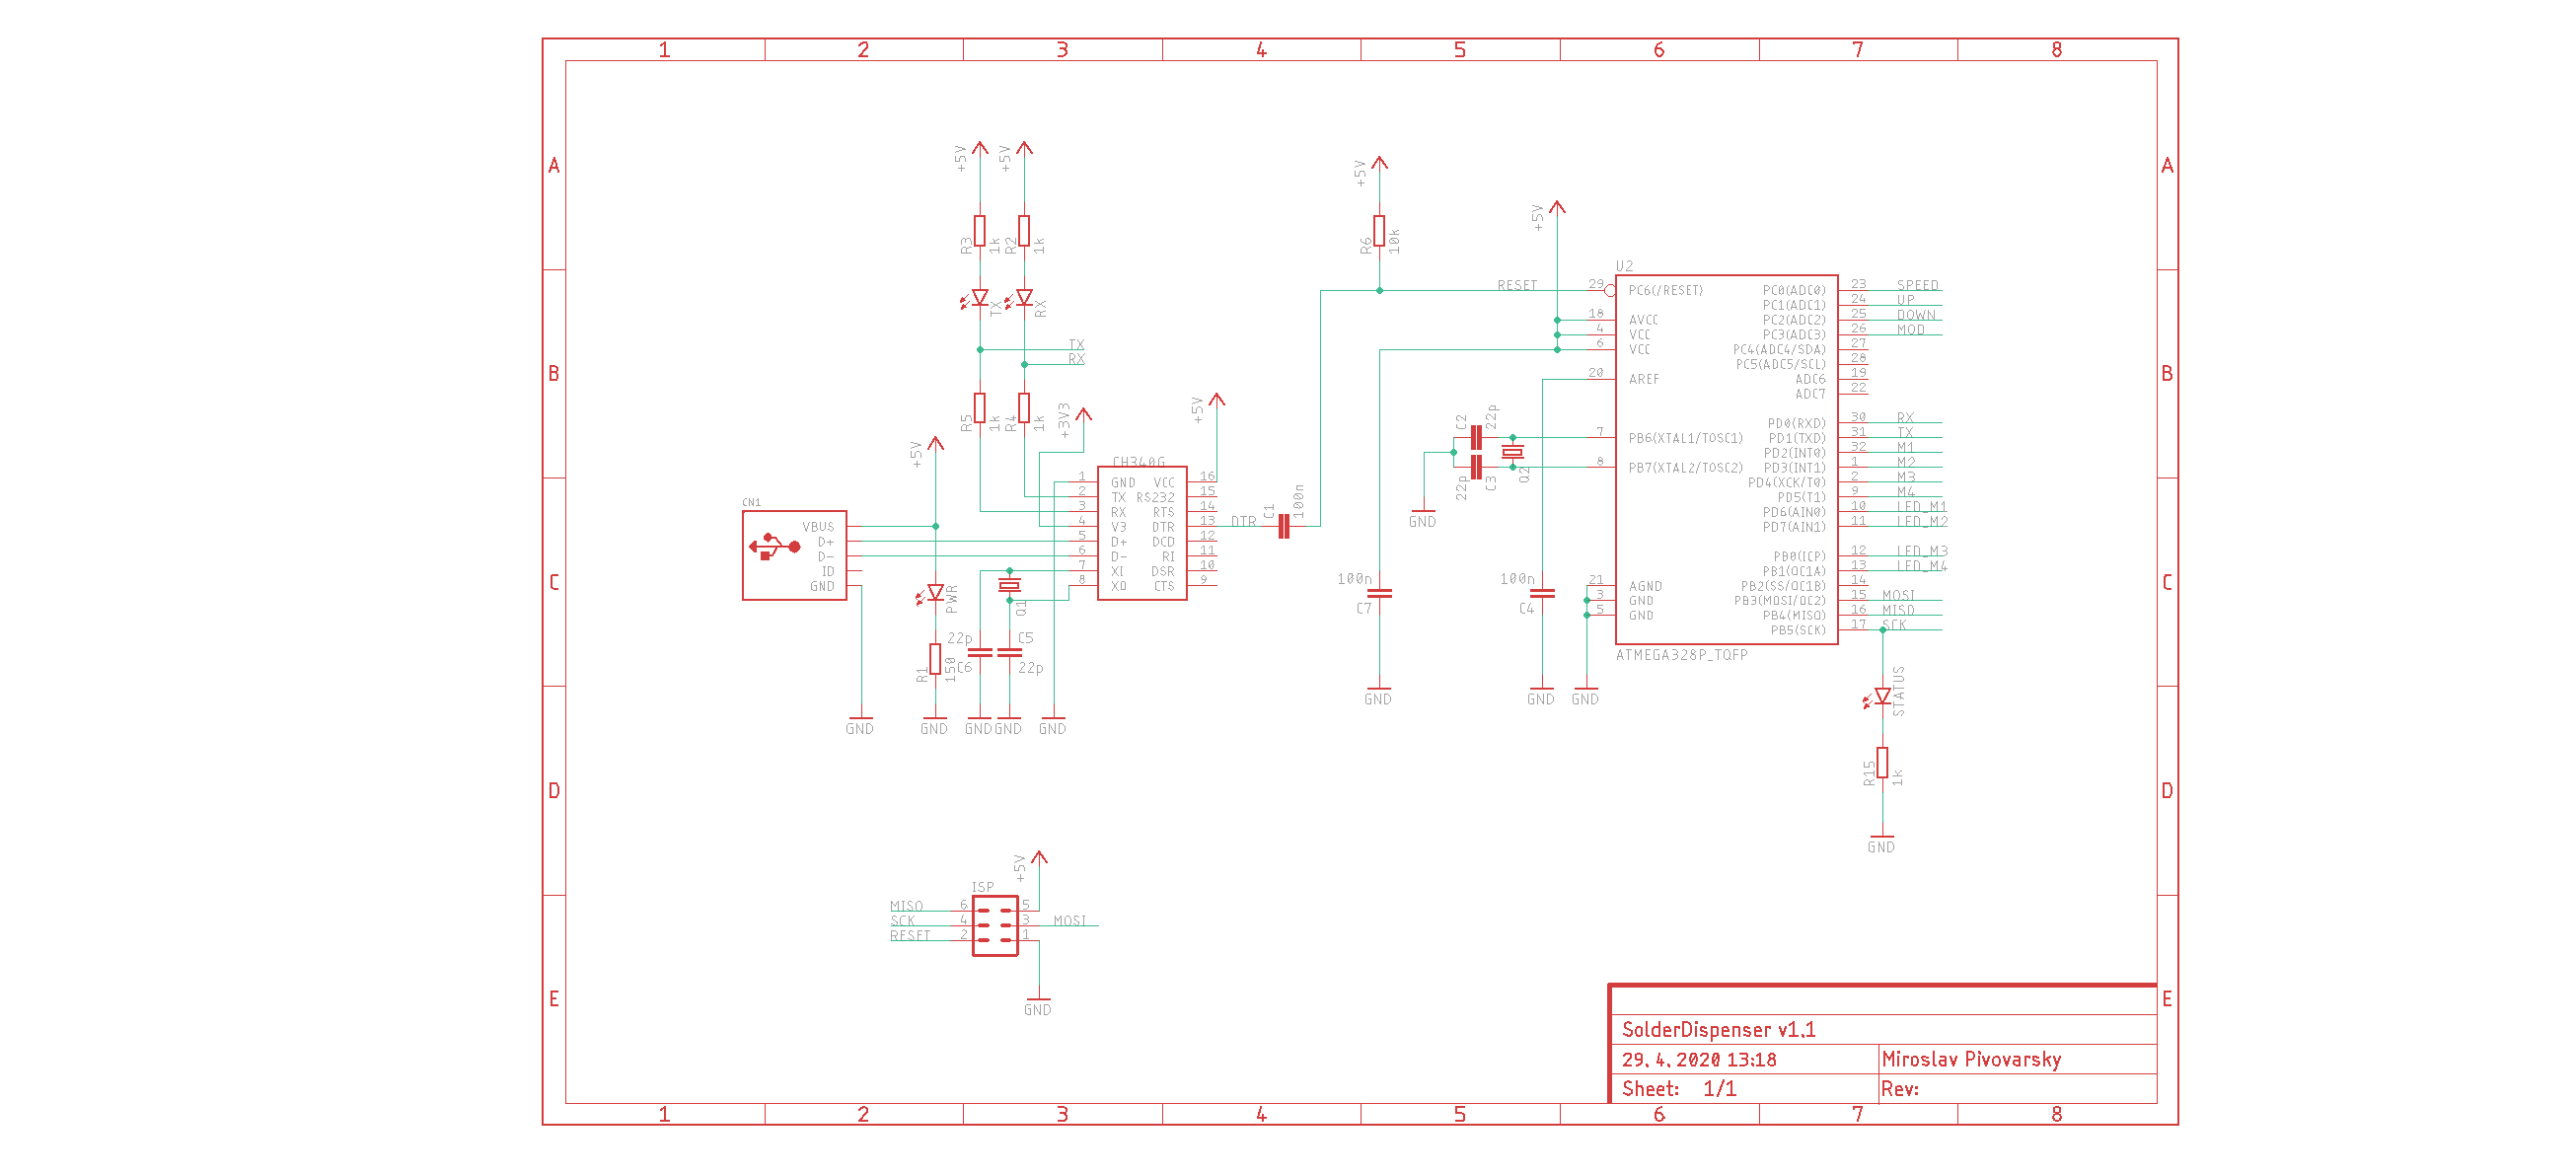 1 2 3 4 5 6 7 8
A A
B B
C C
D D
E E
+5V +5V
R3 1k R2 1k
TX RX
TX
RX
R5 1k R4 1k
+3V3
+5V
+5V
CN1
VBUS
D+
D-
ID
GND
GND
PWR
R1 150
GND
22p
C6
C5
22p
Q1
GND GND GND
CH340G
1 GND VCC 16
2 TX RS232 15
3 RX RTS 14
4 V3 DTR 13
5 D+ DCD 12
6 D- RI 11
7 XI DSR 10
8 XO CTS 9
DTR
C1 100n
+5V
R6 10k
RESET
+5V
C2 22p
22p C3
Q2
GND
100n
C7
GND
100n
C4
GND GND
U2
29 PC6(/RESET)
18 AVCC
4 VCC
6 VCC
20 AREF
7 PB6(XTAL1/TOSC1)
8 PB7(XTAL2/TOSC2)
21 AGND
3 GND
5 GND
PC0(ADC0) 23 SPEED
PC1(ADC1) 24 UP
PC2(ADC2) 25 DOWN
PC3(ADC3) 26 MOD
PC4(ADC4/SDA) 27
PC5(ADC5/SCL) 28
ADC6 19
ADC7 22
PD0(RXD) 30 RX
PD1(TXD) 31 TX
PD2(INT0) 32 M1
PD3(INT1) 1 M2
PD4(XCK/T0) 2 M3
PD5(T1) 9 M4
PD6(AIN0) 10 LED_M1
PD7(AIN1) 11 LED_M2
PB0(ICP) 12 LED_M3
PB1(OC1A) 13 LED_M4
PB2(SS/OC1B) 14
PB3(MOSI/OC2) 15 MOSI
PB4(MISO) 16 MISO
PB5(SCK) 17 SCK
ATMEGA328P_TQFP
STATUS
R15 1k
GND
+5V
ISP
MISO 6 5
SCK 4 3 MOSI
RESET 2 1
GND
SolderDispenser v1.1
29. 4. 2020 13:18 Miroslav Pivovarsky
Sheet: 1/1 Rev:
1 2 3 4 5 6 7 8